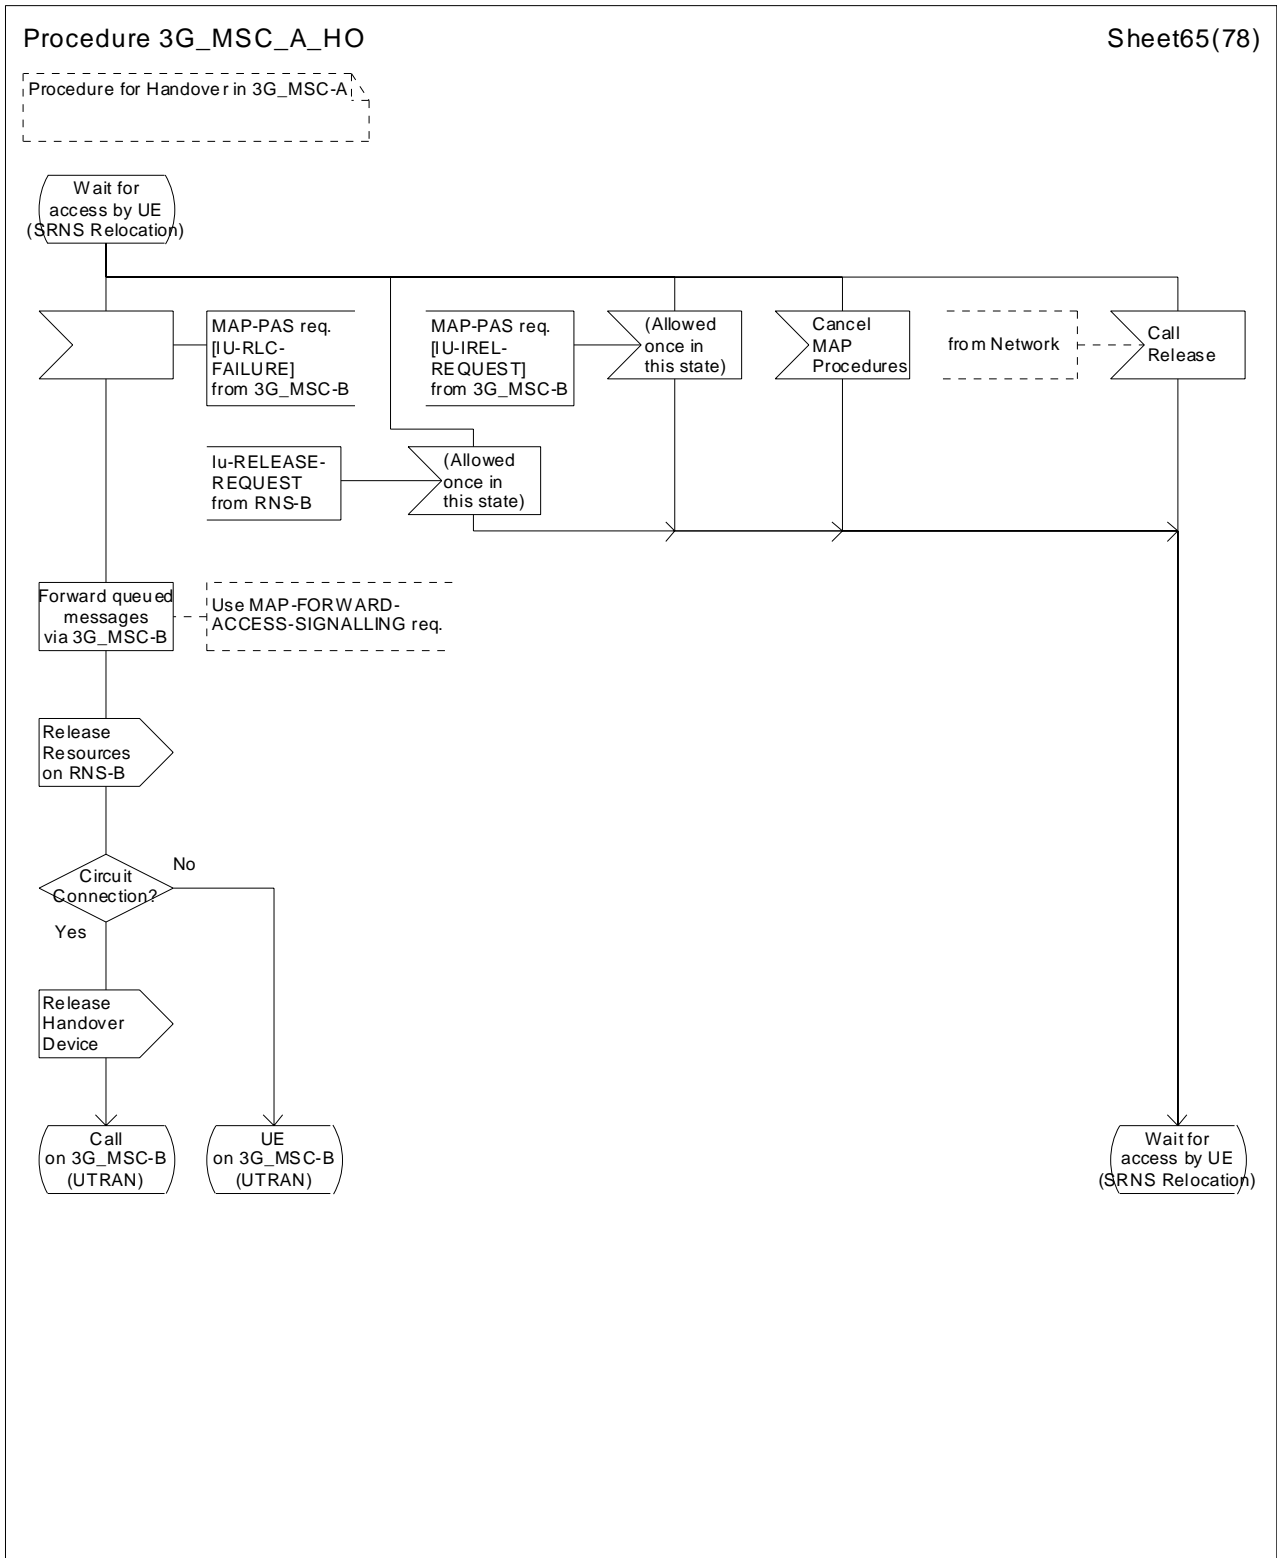 Procedure 3G_MSC_A_HO
Sheet65(78)
Procedure for Handover in 3G_MSC-A
Wait for
access by UE
(SRNS Relocation)
MAP-PAS req.
[IU-RLC-
FAILURE]
from 3G_MSC-B
MAP-PAS req.
[IU-IREL-
REQUEST]
from 3G_MSC-B
(Allowed
once in
this state)
Cancel
MAP
Procedures
from Network
Call
Release
Iu-RELEASE-
REQUEST
from RNS-B
(Allowed
once in
this state)
Forward queued
messages
via 3G_MSC-B
Use MAP-FORWARD-
ACCESS-SIGNALLING req.
Release
Resources
on RNS-B
Circuit
Connection?
No
Yes
Release
Handover
Device
Call
on 3G_MSC-B
(UTRAN)
UE
on 3G_MSC-B
(UTRAN)
Wait for
access by UE
(SRNS Relocation)